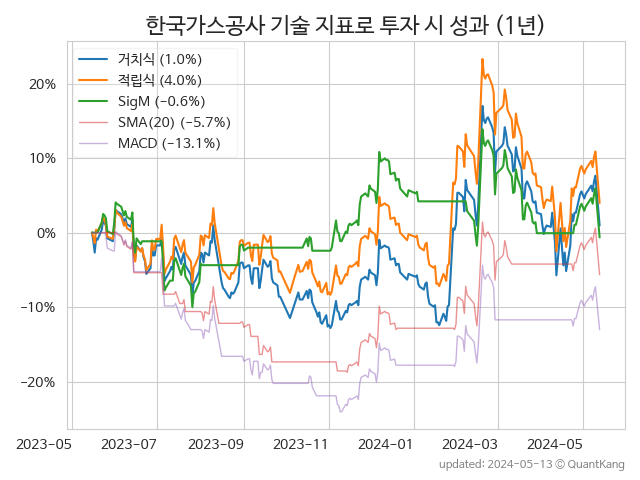 한국가스공사 기술 지표로 투자 시 성과 (1년)
거치식 (1.0%)
적립식 (4.0%)
SigM (−0.6%)
SMA(20) (−5.7%)
MACD (−13.1%)
20%
10%
0%
−10%
−20%
2023-05 2023-07 2023-09 2023-11 2024-01 2024-03 2024-05
updated: 2024-05-13 ⓒ QuantKang